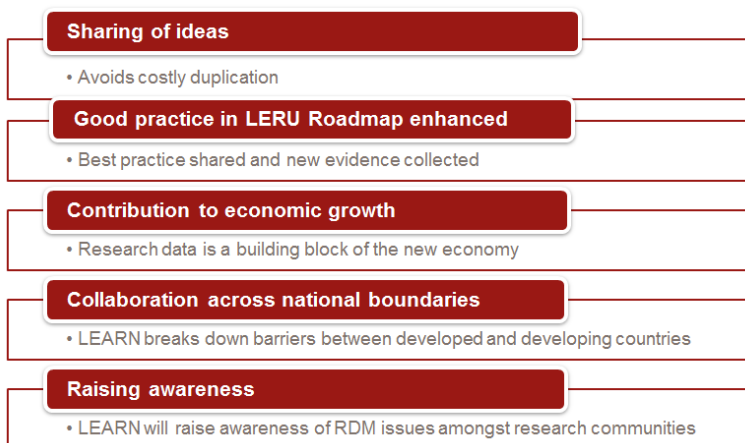 Sharing of ideas
• Avoids costly duplication
Good practice in LERU Roadmap enhanced
• Best practice shared and new evidence collected
Contribution to economic growth
• Research data is a building block of the new economy
Collaboration across national boundaries
• LEARN breaks down barriers between developed and developing countries
Raising awareness
• LEARN will raise awareness of RDM issues amongst research communities